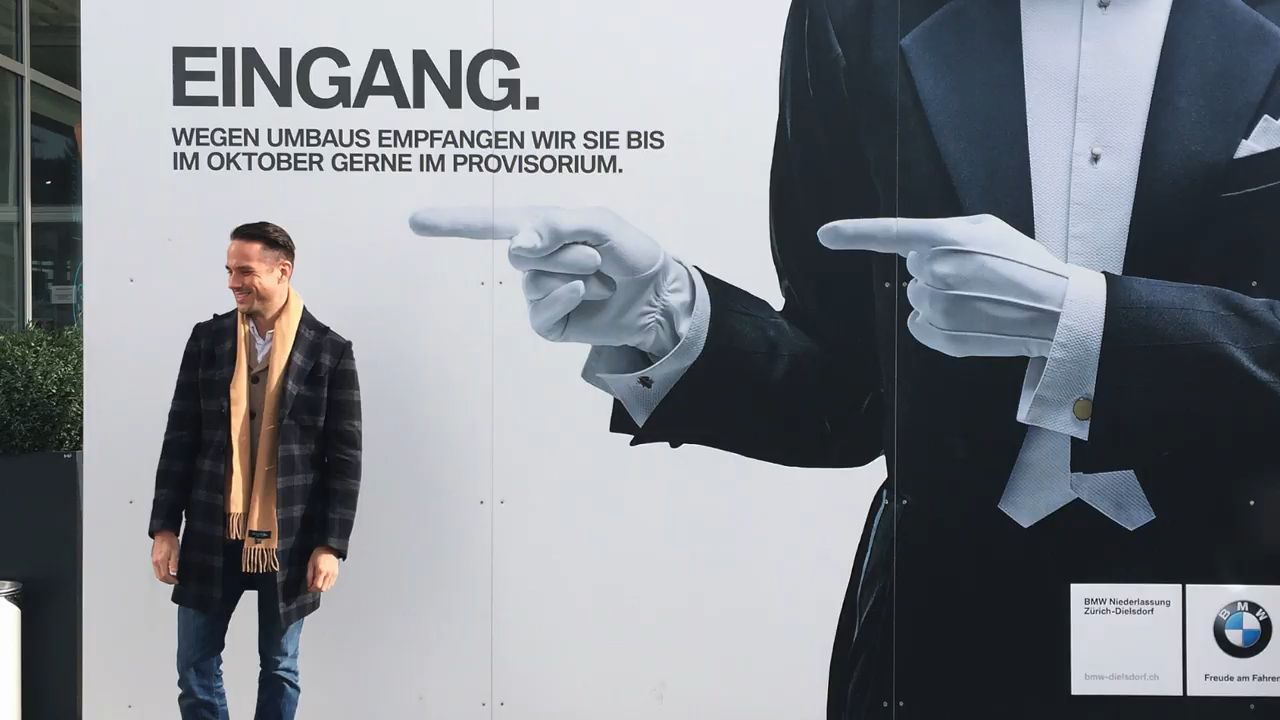 EINGANG.
WEGEN UMBAUS EMPFANGEN WIR SIE BIS
IM OKTOBER GERNE IM PROVISORIUM.
BMW Niederlassung
Zürich-Dielsdorf
bmw-dielsdorf.ch
BMW
Freude am Fahren